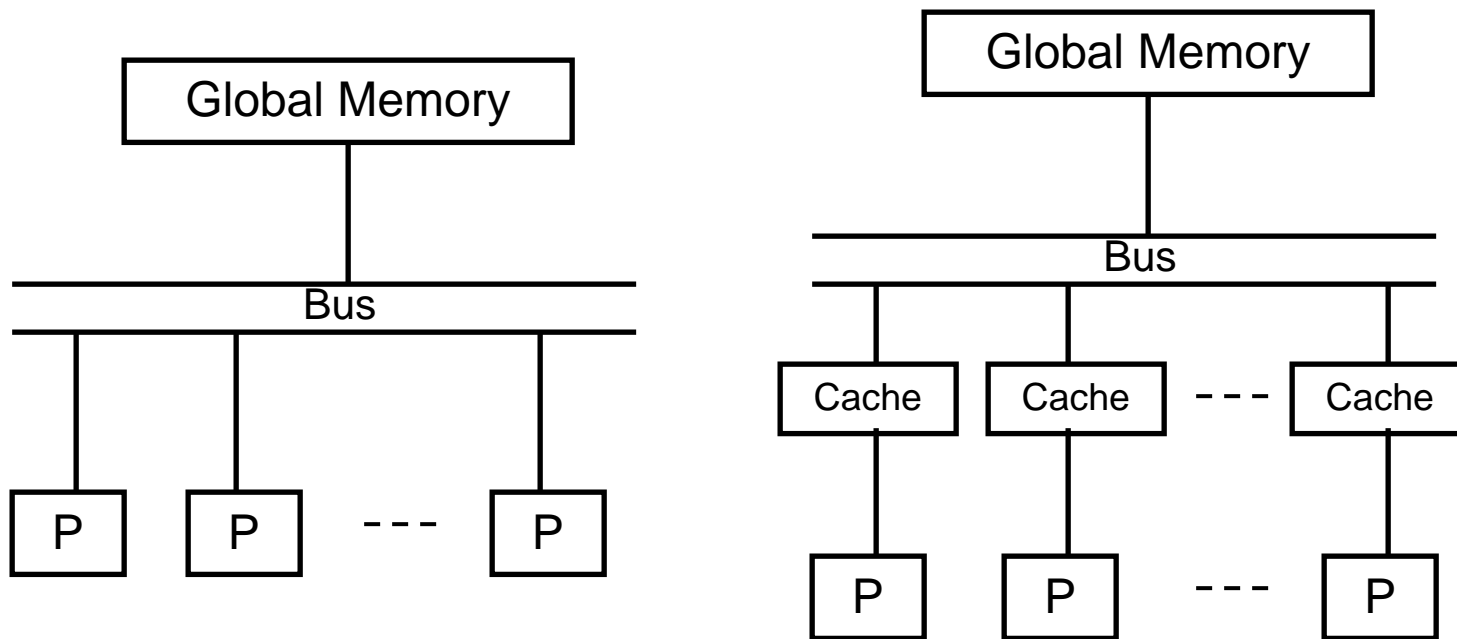 Global Memory
Bus
P P --- P
Global Memory
Bus
Cache Cache --- Cache
P P --- P